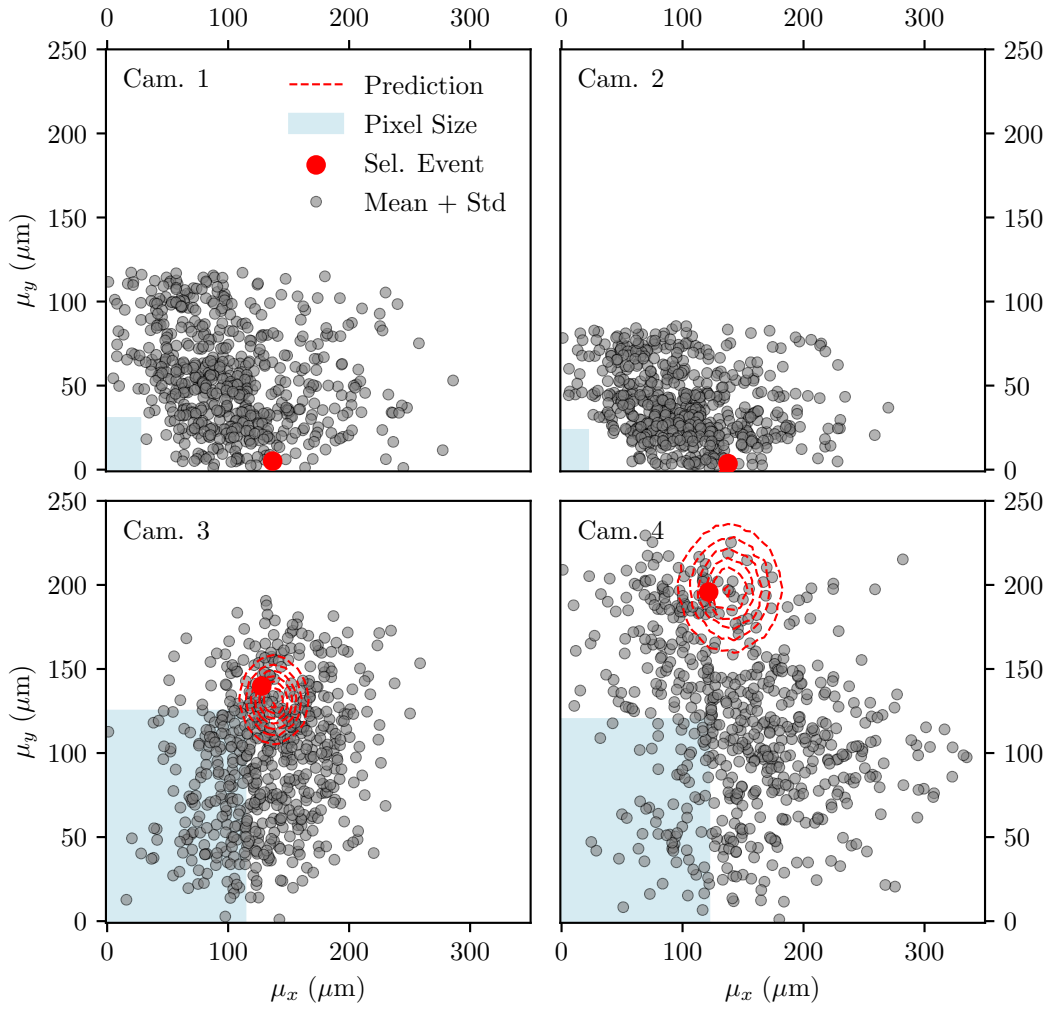 0 100 200 300 0 100 200 300
250 250
Cam. 1 Prediction Cam. 2
Pixel Size
200 200
Sel. Event
Mean + Std
150 150
μy (μm)
100 100
50 50
0 0
250 250
Cam. 3 Cam. 4
200 200
150 150
μy (μm)
100 100
50 50
0 0
0 100 200 300 0 100 200 300
μx (μm) μx (μm)